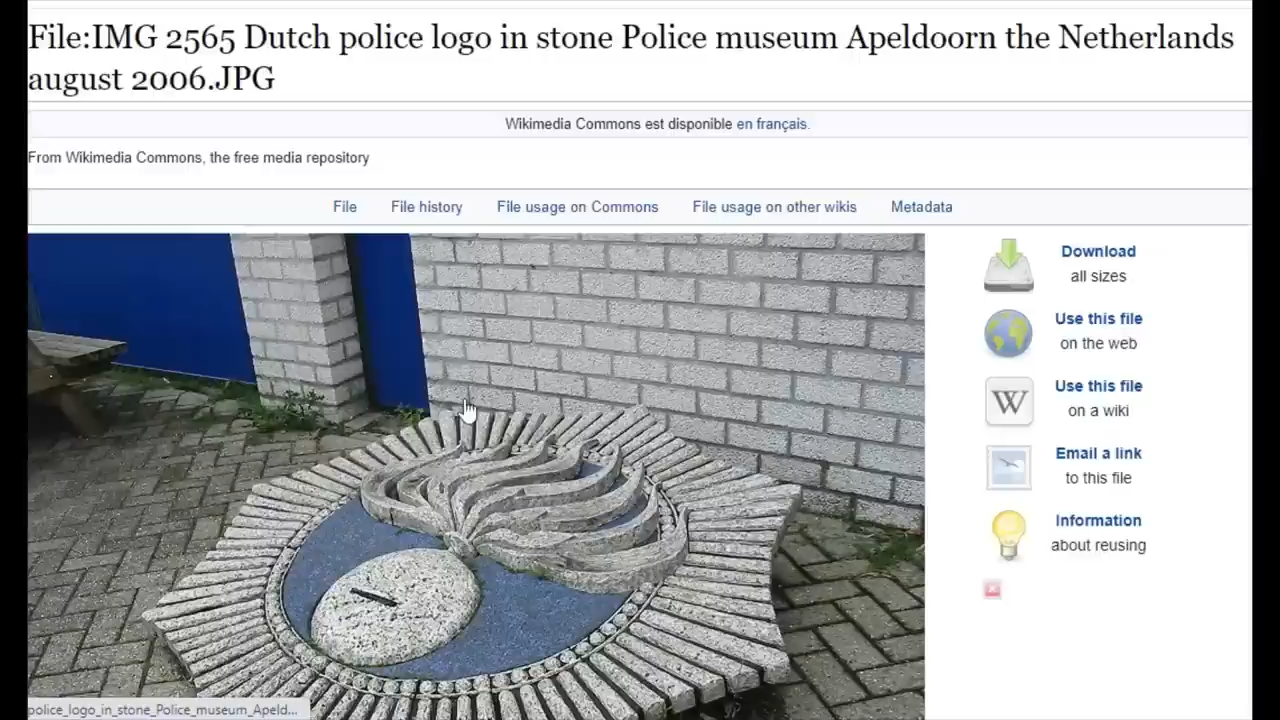 File:IMG 2565 Dutch police logo in stone Police museum Apeldoorn the Netherlands
august 2006.JPG
Wikimedia Commons est disponible en français.
From Wikimedia Commons, the free media repository
File File history File usage on Commons File usage on other wikis Metadata
Download
all sizes
Use this file
on the web
W
Use this file
on a wiki
Email a link
to this file
Information
about reusing
police_logo_in_stone_Police_museum_Apeld...